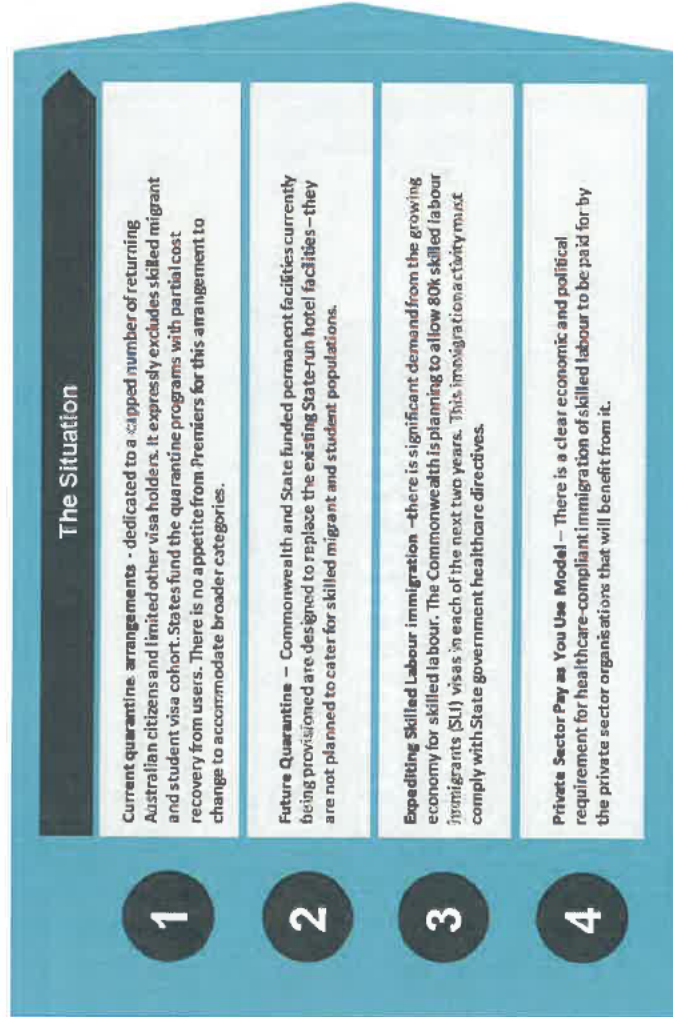 The Situation
1
Current quarantine arrangements - dedicated to a capped number of returning
Australian citizens and limited other visa holders. It expressly excludes skilled migrant
and student visa cohort. States fund the quarantine programs with partial cost
recovery from users. There is no appetite from Premiers for this arrangement to
change to accommodate broader categories.
2
Future Quarantine – Commonwealth and State funded permanent facilities currently
being provisioned are designed to replace the existing State-run hotel facilities – they
are not planned to cater for skilled migrant and student populations.
3
Expediting Skilled Labour immigration – there is significant demand from the growing
economy for skilled labour. The Commonwealth is planning to allow 80k skilled labour
immigrants (SLI) visas in each of the next two years. This immigration activity must
comply with State government healthcare directives.
4
Private Sector Pay as You Use Model – There is a clear economic and political
requirement for healthcare-compliant immigration of skilled labour to be paid for by
the private sector organisations that will benefit from it.